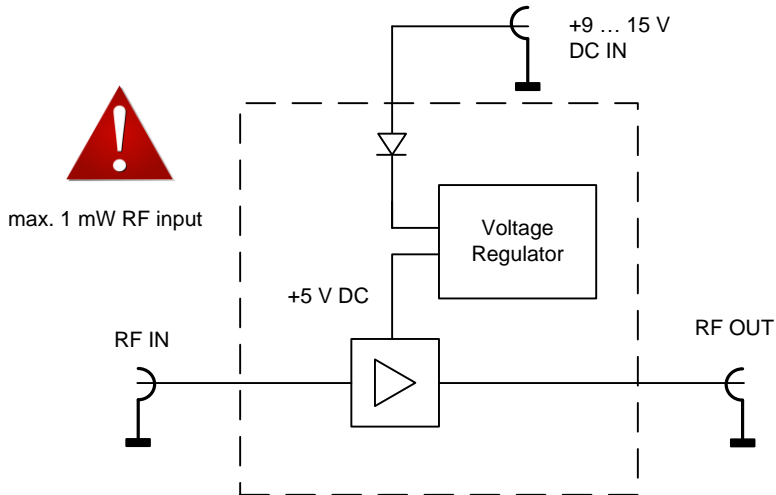 +9 … 15 V
DC IN
max. 1 mW RF input
Voltage
Regulator
+5 V DC
RF IN
RF OUT